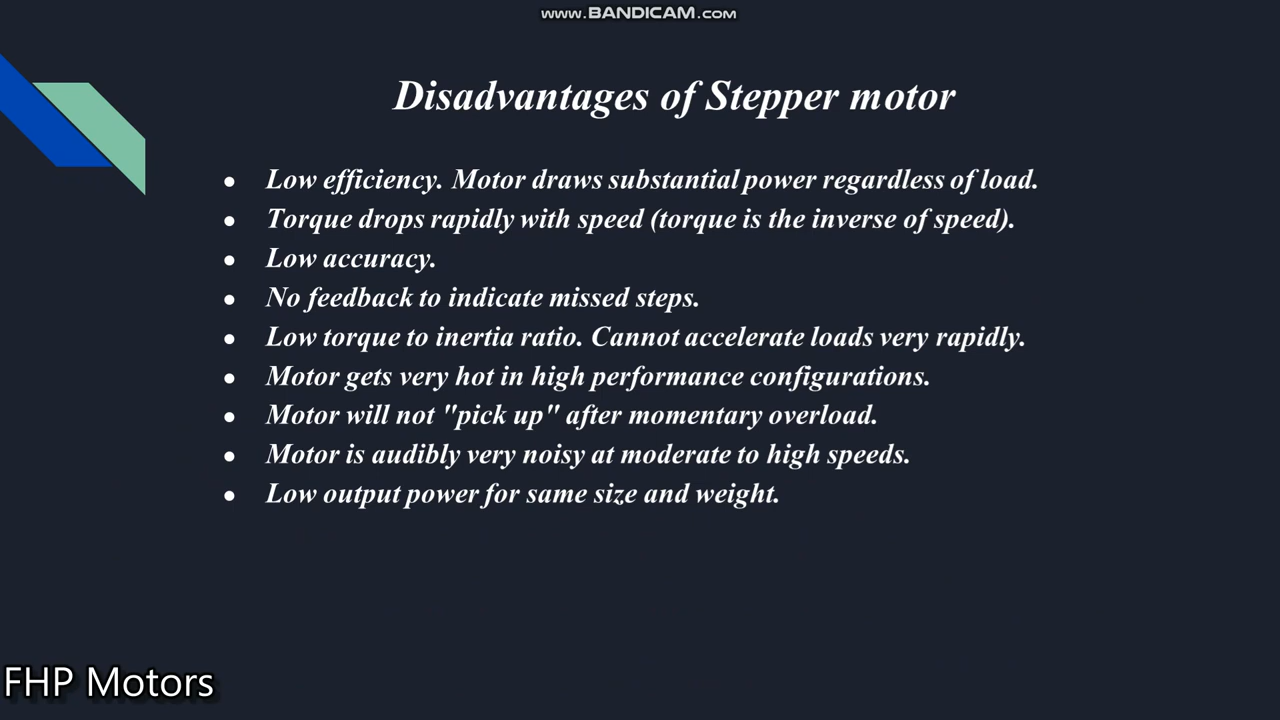 www.BANDICAM.com
Disadvantages of Stepper motor
● Low efficiency. Motor draws substantial power regardless of load.
● Torque drops rapidly with speed (torque is the inverse of speed).
● Low accuracy.
● No feedback to indicate missed steps.
● Low torque to inertia ratio. Cannot accelerate loads very rapidly.
● Motor gets very hot in high performance configurations.
● Motor will not "pick up" after momentary overload.
● Motor is audibly very noisy at moderate to high speeds.
● Low output power for same size and weight.
FHP Motors